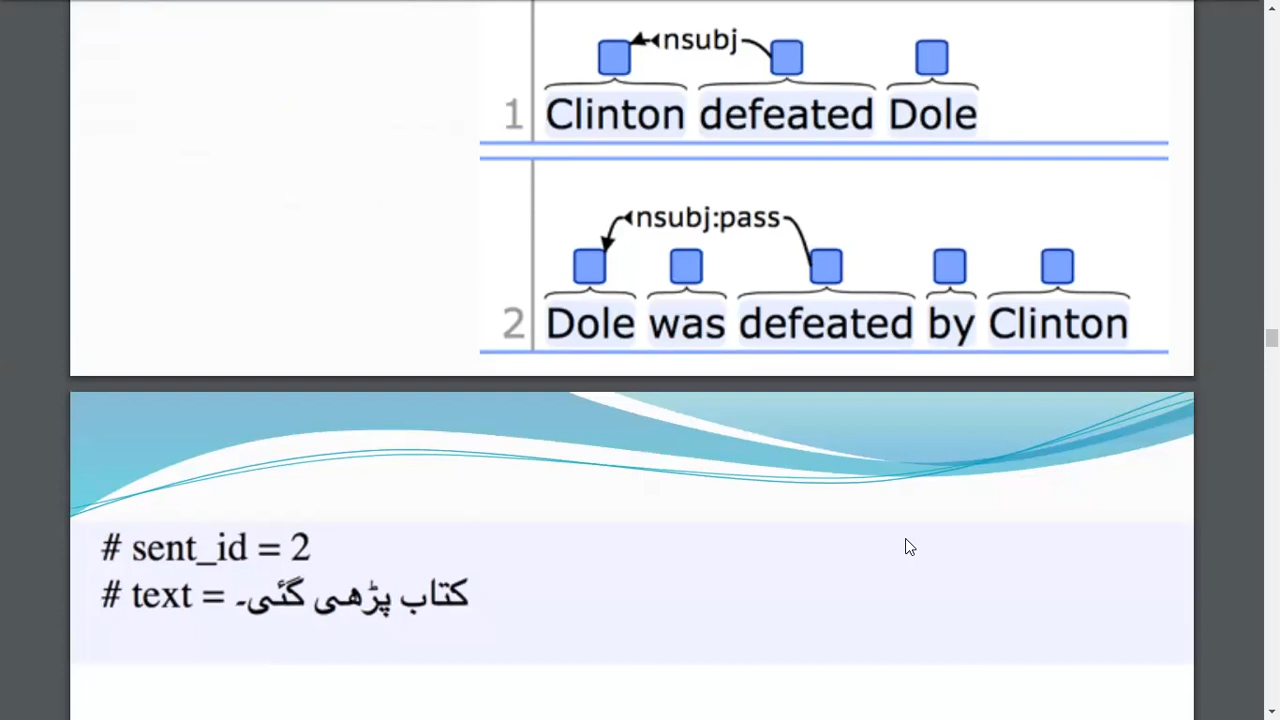 nsubj
1 Clinton defeated Dole
nsubj:pass
2 Dole was defeated by Clinton
# sent_id = 2
# text = کتاب پڑھی گئی۔